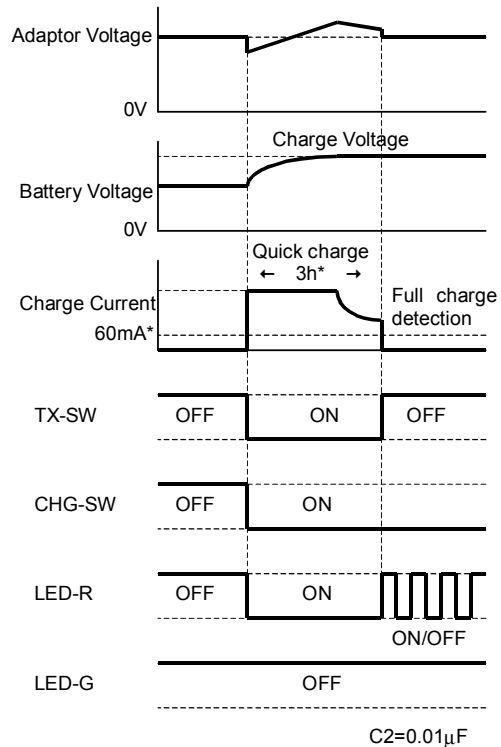 Adaptor Voltage
0V
Charge Voltage
Battery Voltage
0V
Quick charge
← 3h* →
Charge Current
Full charge
detection
60mA*
TX-SW OFF ON OFF
CHG-SW OFF ON
LED-R OFF ON
ON/OFF
LED-G OFF
C2=0.01μF